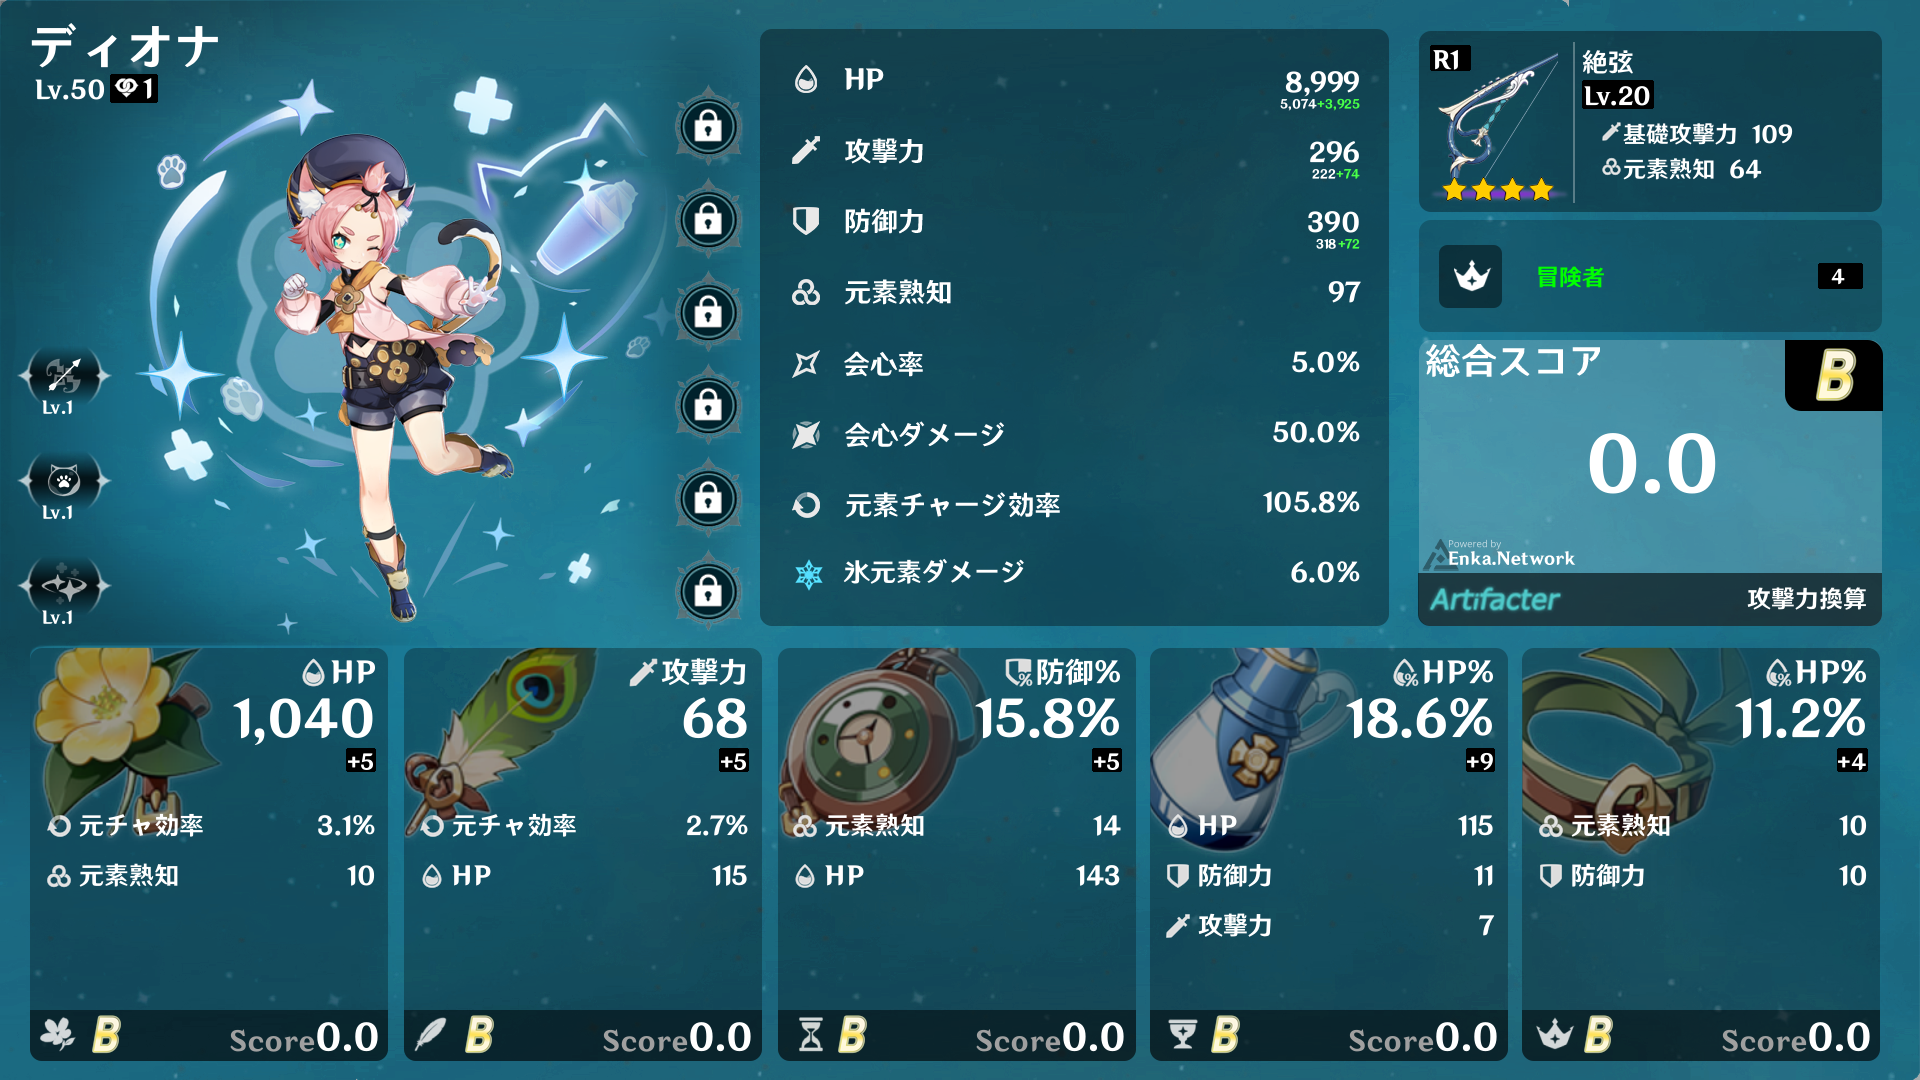 ディオナ
Lv.50 1
Lv.1
Lv.1
Lv.1
HP 8,999
5,074+3,925
攻撃力 296
222+74
防御力 390
318+72
元素熟知 97
会心率 5.0%
会心ダメージ 50.0%
元素チャージ効率 105.8%
氷元素ダメージ 6.0%
R1
絶弦
Lv.20
基礎攻撃力 109
元素熟知 64
冒険者 4
総合スコア B
0.0
Powered by
Enka.Network
Artifacter 攻撃力換算
HP
1,040
+5
元チャ効率 3.1%
元素熟知 10
B Score0.0
攻撃力
68
+5
元チャ効率 2.7%
HP 115
B Score0.0
防御%
15.8%
+5
元素熟知 14
HP 143
B Score0.0
HP%
18.6%
+9
HP 115
防御力 11
攻撃力 7
B Score0.0
HP%
11.2%
+4
元素熟知 10
防御力 10
B Score0.0